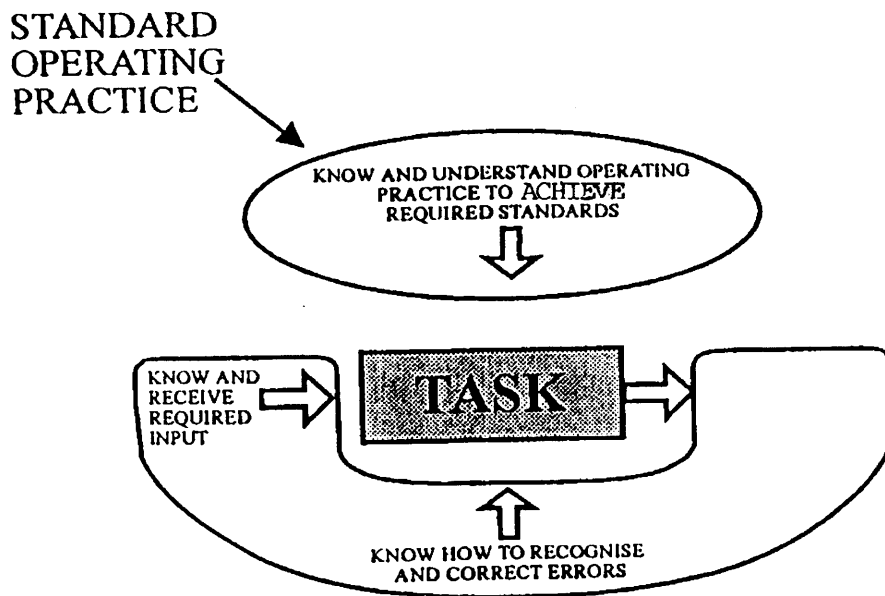 STANDARD
OPERATING
PRACTICE
KNOW AND UNDERSTAND OPERATING
PRACTICE TO ACHIEVE
REQUIRED STANDARDS
KNOW AND
RECEIVE
REQUIRED
INPUT
TASK
KNOW HOW TO RECOGNISE
AND CORRECT ERRORS